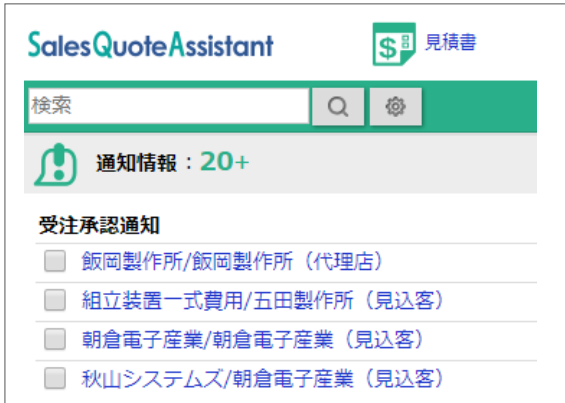 SalesQuoteAssistant
$
見積書
検索
通知情報：20+
受注承認通知
飯岡製作所/飯岡製作所（代理店）
組立装置一式費用/五田製作所（見込客）
朝倉電子産業/朝倉電子産業（見込客）
秋山システムズ/朝倉電子産業（見込客）